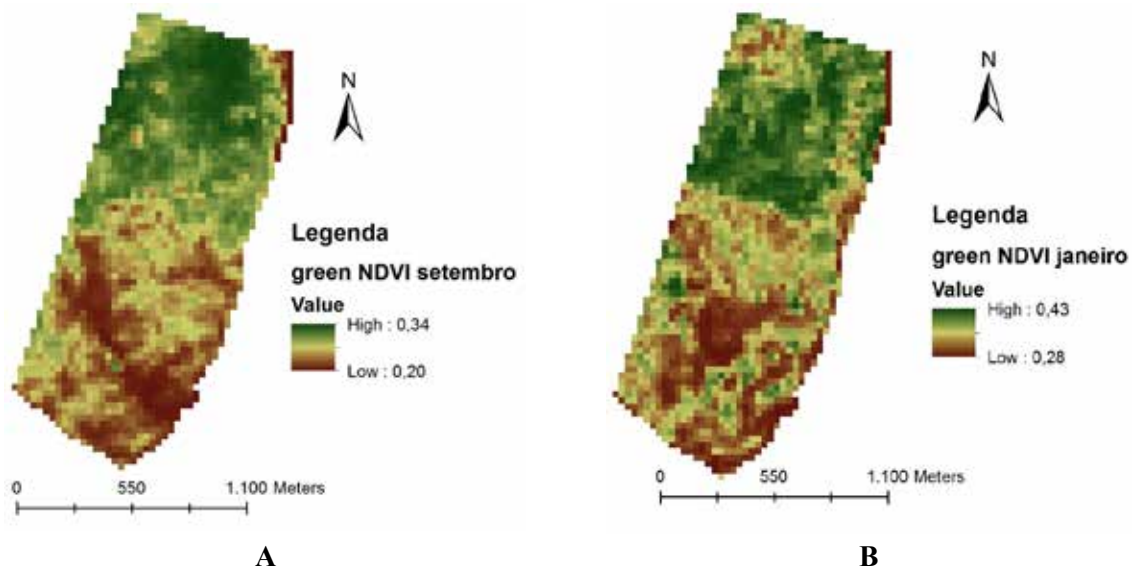 N
Legenda
green NDVI setembro
Value
High : 0,34
Low : 0,20
0 550 1.100 Meters
A
N
Legenda
green NDVI janeiro
Value
High : 0,43
Low : 0,28
0 550 1.100 Meters
B